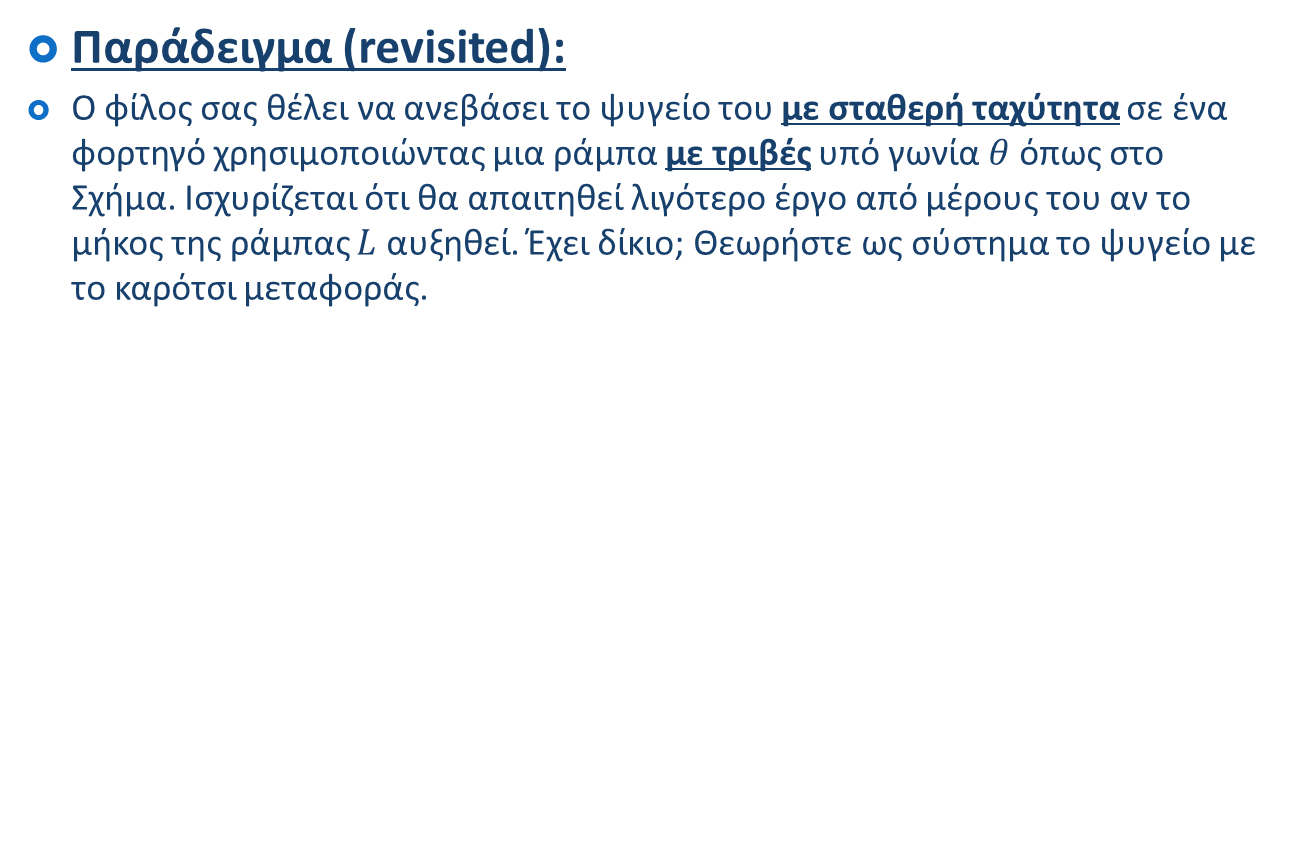 Παράδειγμα (revisited):
Ο φίλος σας θέλει να ανεβάσει το ψυγείο του με σταθερή ταχύτητα σε ένα
φορτηγό χρησιμοποιώντας μια ράμπα με τριβές υπό γωνία θ όπως στο
Σχήμα. Ισχυρίζεται ότι θα απαιτηθεί λιγότερο έργο από μέρους του αν το
μήκος της ράμπας L αυξηθεί. Έχει δίκιο; Θεωρήστε ως σύστημα το ψυγείο με
το καρότσι μεταφοράς.